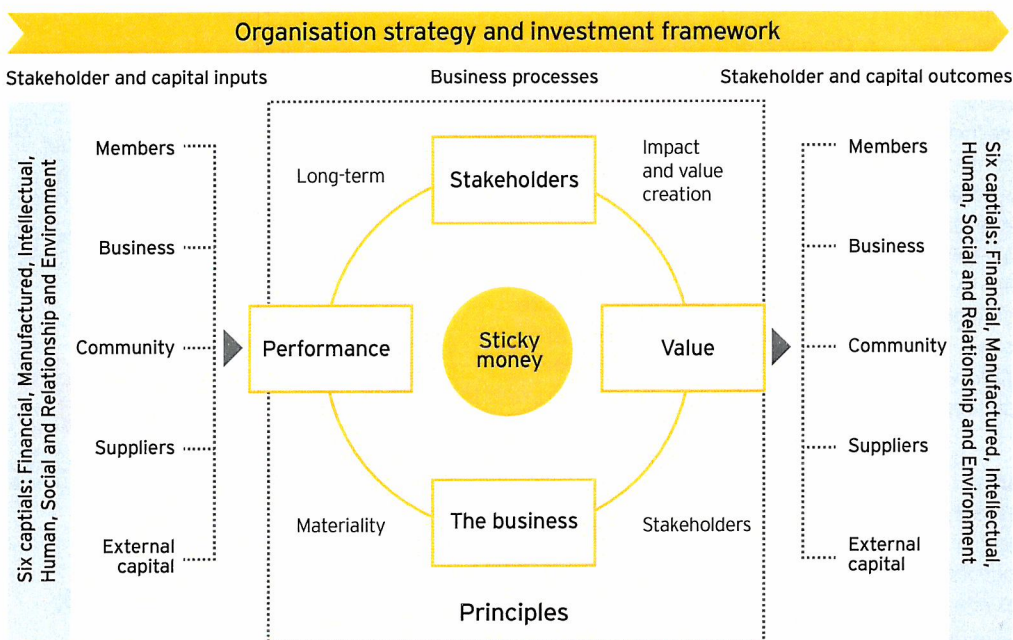 Organisation strategy and investment framework
Stakeholder and capital inputs
Business processes
Stakeholder and capital outcomes
Six captials: Financial, Manufactured, Intellectual,
Human, Social and Relationship and Environment
Members
Business
Community
Suppliers
External
capital
Long-term
Stakeholders
Impact
and value
creation
Performance
Sticky
money
Value
Materiality
The business
Stakeholders
Principles
Members
Business
Community
Suppliers
External
capital
Six captials: Financial, Manufactured, Intellectual,
Human, Social and Relationship and Environment